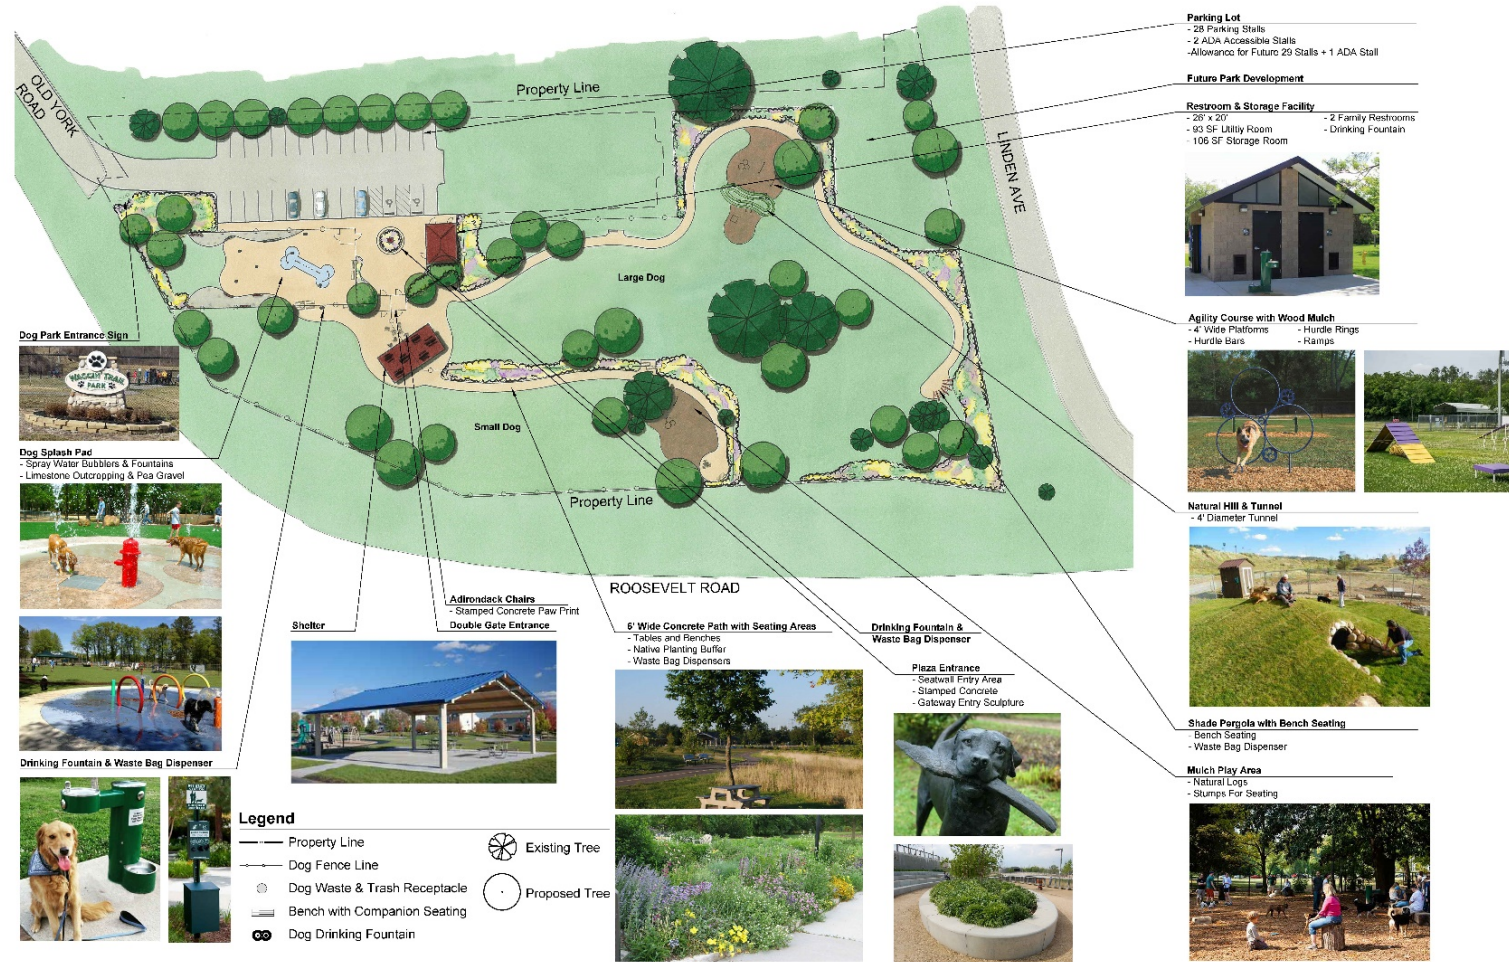 Parking Lot
- 28 Parking Stalls
- 2 ADA Accessible Stalls
-Allowance for Future 29 Stalls + 1 ADA Stall
Future Park Development
Restroom & Storage Facility
- 26' x 20'
- 2 Family Restrooms
- 93 SF Utiltiy Room
- Drinking Fountain
- 106 SF Storage Room
OLD YORK
ROAD
Property Line
LINDEN AVE
Large Dog
Small Dog
Property Line
ROOSEVELT ROAD
Agility Course with Wood Mulch
- 4' Wide Platforms
- Hurdle Rings
- Hurdle Bars
- Ramps
Dog Park Entrance Sign
WAGGIN' TRAIL
PARK
Dog Splash Pad
- Spray Water Bubblers & Fountains
- Limestone Outcropping & Pea Gravel
Natural Hill & Tunnel
- 4' Diameter Tunnel
Adirondack Chairs
- Stamped Concrete Paw Print
Shelter
Double Gate Entrance
6' Wide Concrete Path with Seating Areas
- Tables and Benches
- Native Planting Buffer
- Waste Bag Dispensers
Drinking Fountain &
Waste Bag Dispenser
Plaza Entrance
- Seatwall Entry Area
- Stamped Concrete
- Gateway Entry Sculpture
Shade Pergola with Bench Seating
- Bench Seating
- Waste Bag Dispenser
Mulch Play Area
- Natural Logs
- Stumps For Seating
Drinking Fountain & Waste Bag Dispenser
Legend
Property Line
Dog Fence Line
Dog Waste & Trash Receptacle
Bench with Companion Seating
Dog Drinking Fountain
Existing Tree
Proposed Tree